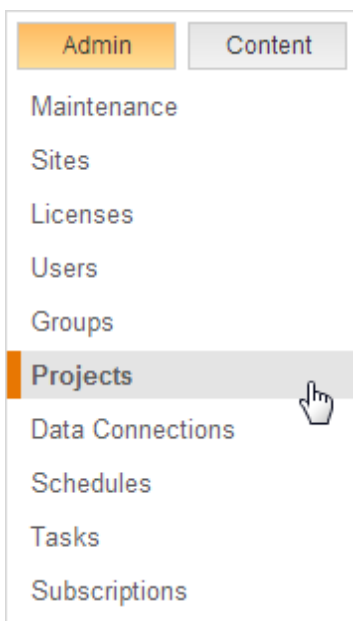 Admin Content
Maintenance
Sites
Licenses
Users
Groups
Projects
Data Connections
Schedules
Tasks
Subscriptions